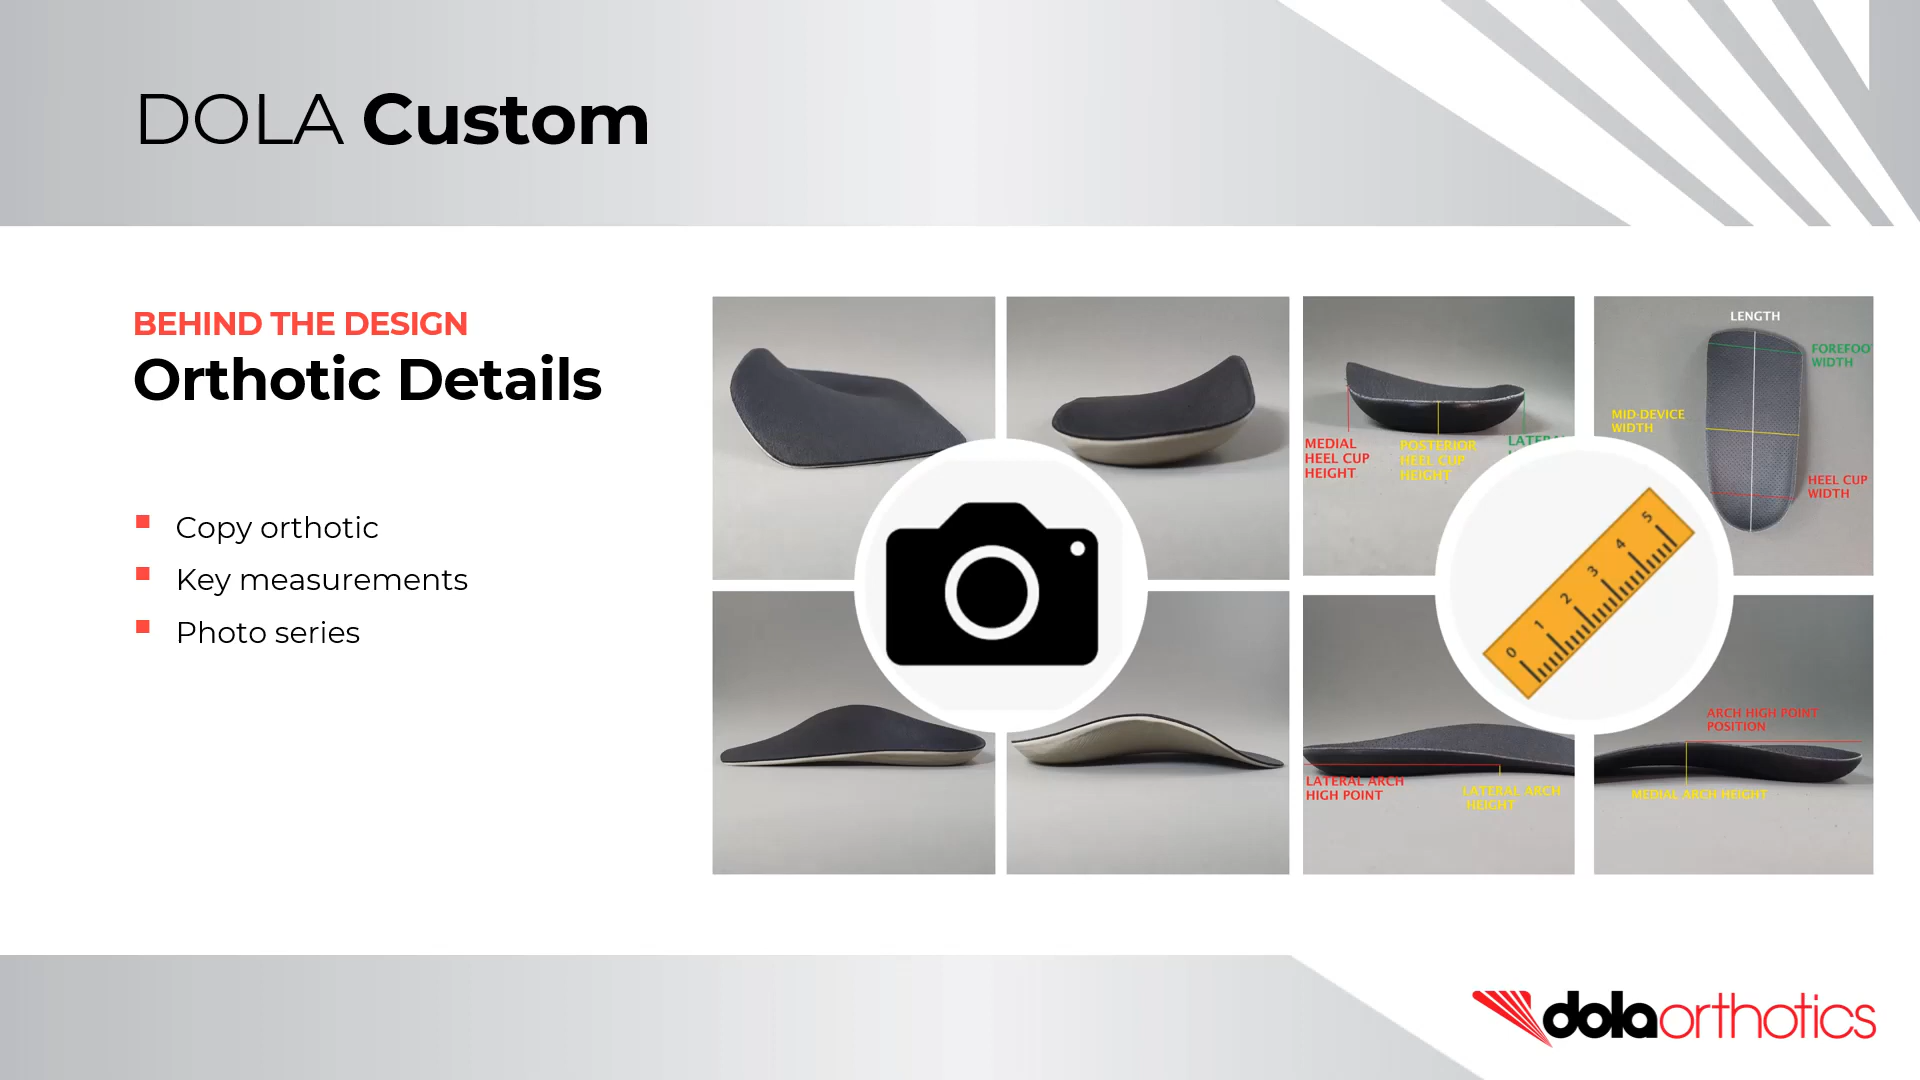 DOLA Custom
BEHIND THE DESIGN
Orthotic Details
Copy orthotic
Key measurements
Photo series
MEDIAL
HEEL CUP
HEIGHT
POSTERIOR
HEEL CUP
HEIGHT
LENGTH
FOREFOO
WIDTH
MID-DEVICE
WIDTH
HEEL CUP
WIDTH
0 1 2 3 4 5
LATERAL ARCH
HIGH POINT
LATERAL ARCH
HEIGHT
ARCH HIGH POINT
POSITION
MEDIAL ARCH HEIGHT
dolaorthotics